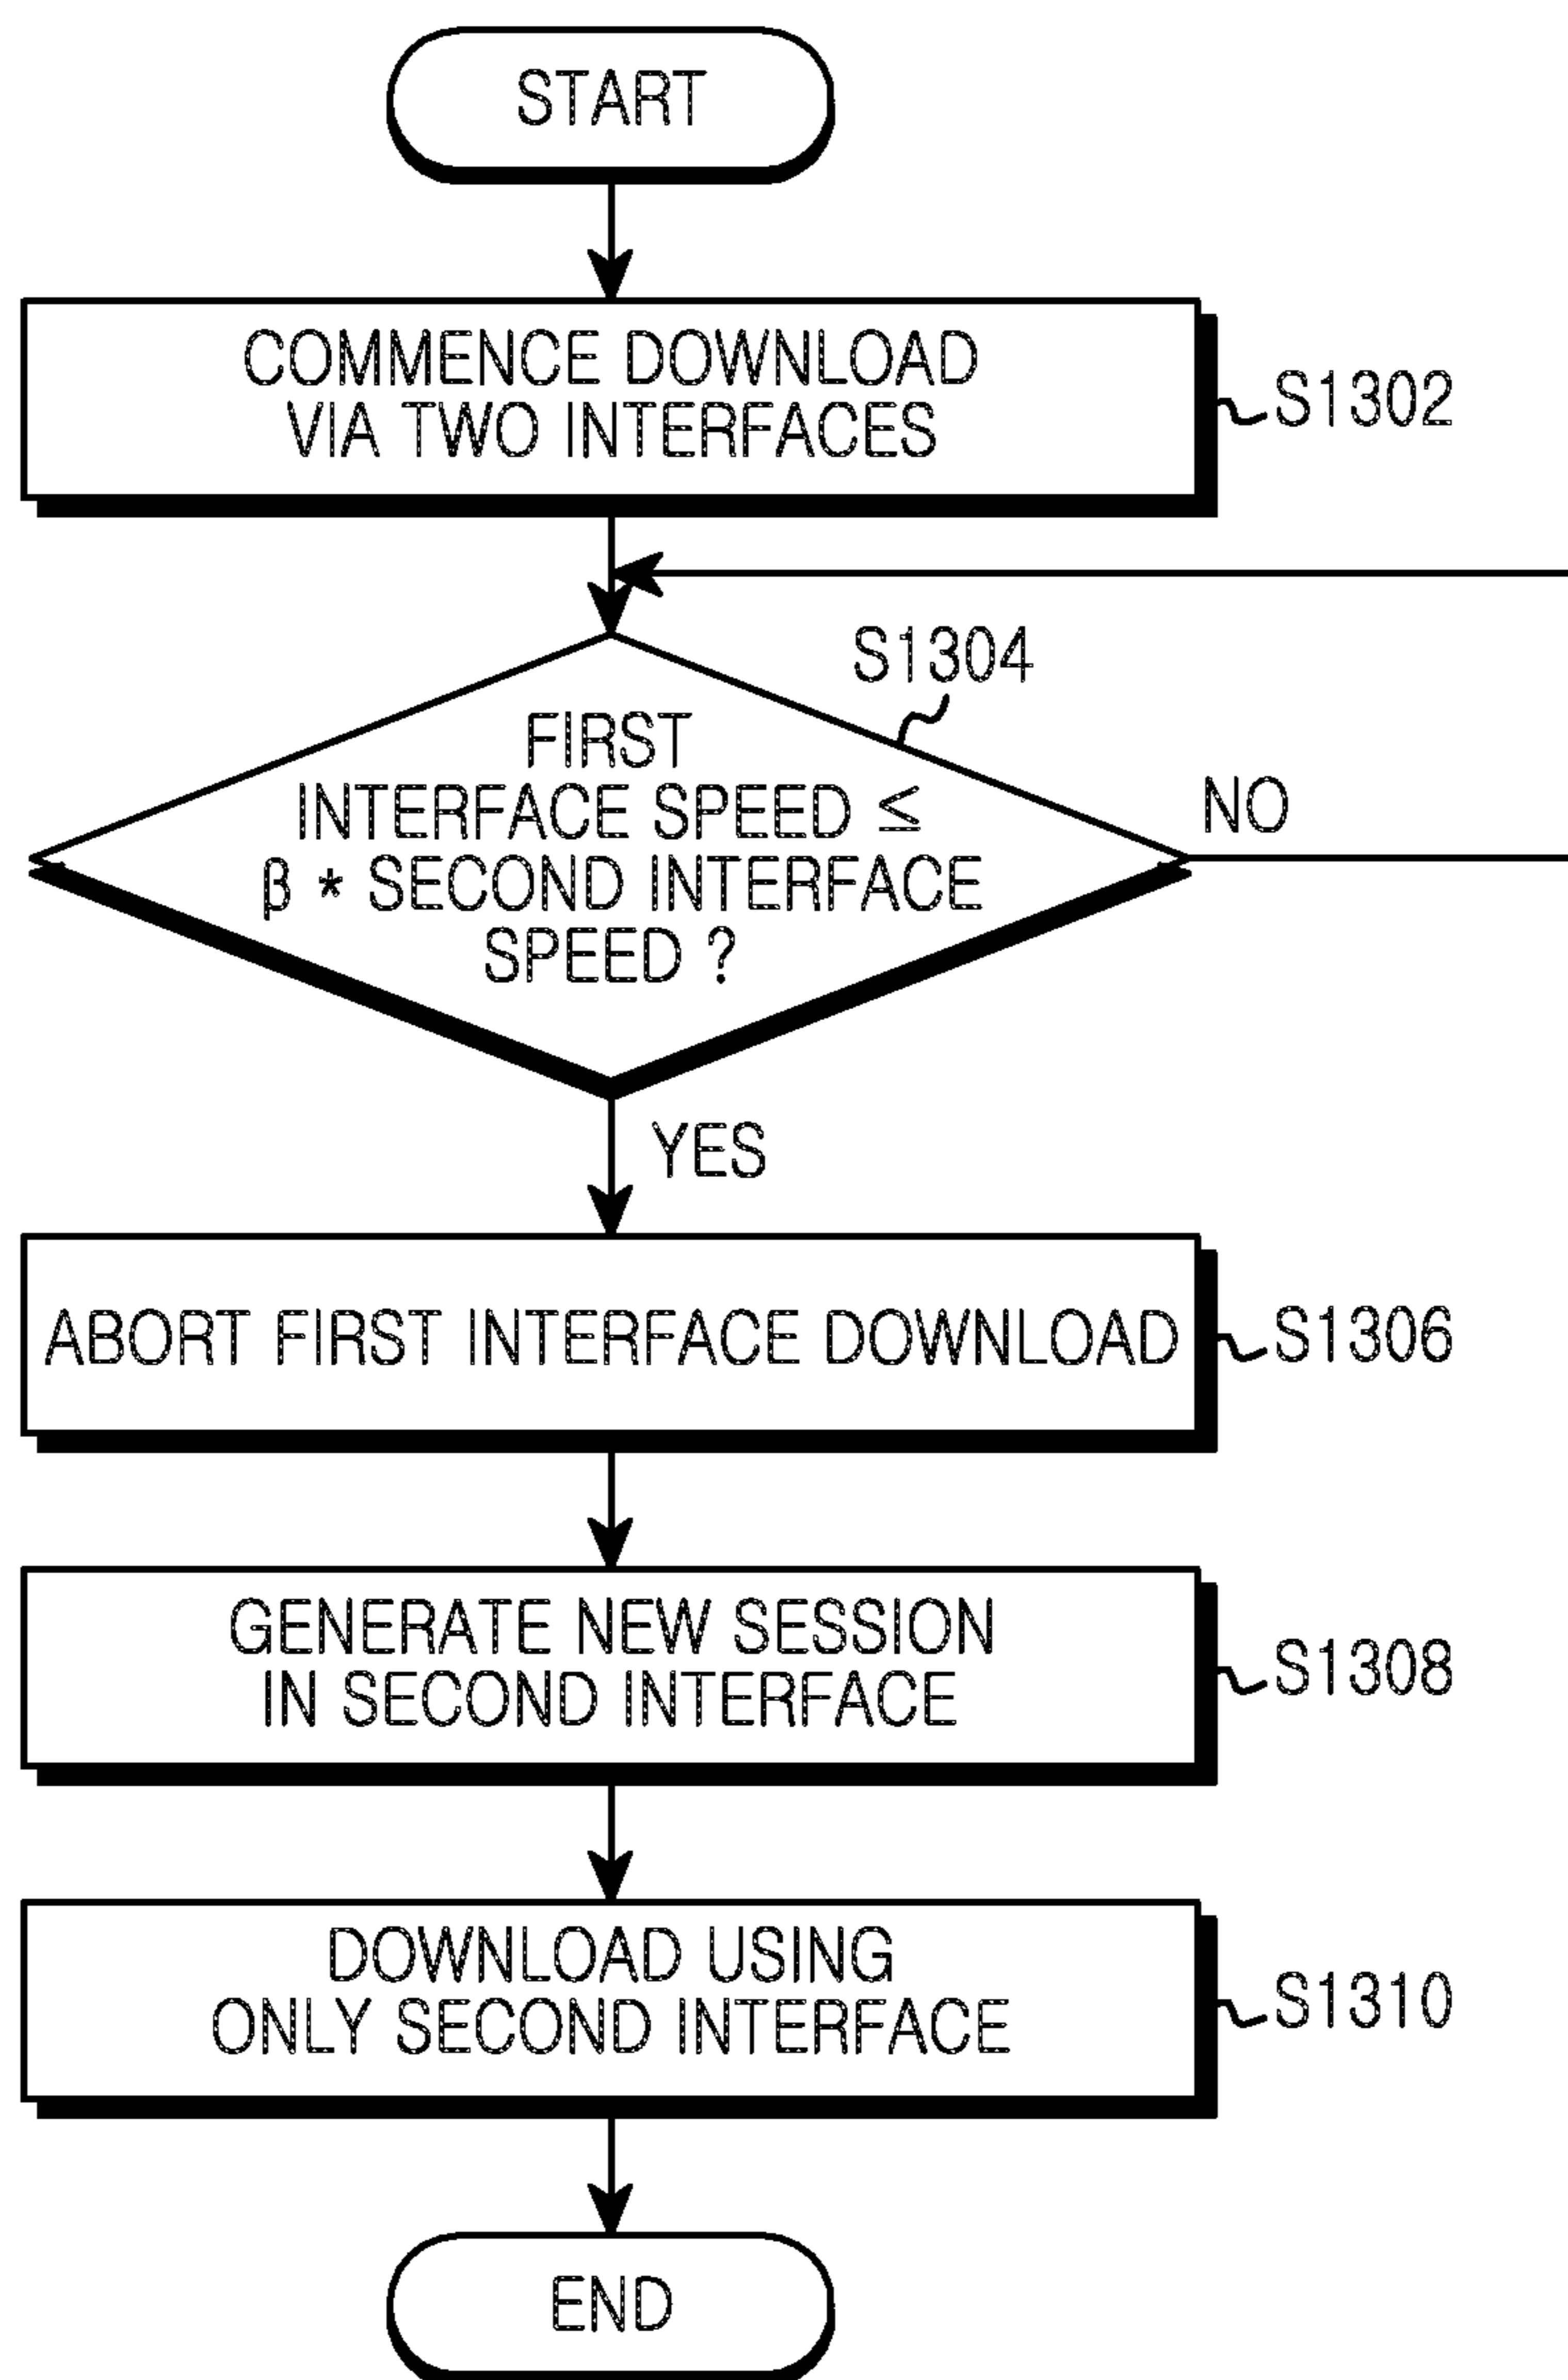 START
COMMENCE DOWNLOAD
VIA TWO INTERFACES
S1302
S1304
FIRST
INTERFACE SPEED ≤
β * SECOND INTERFACE
SPEED ?
NO
YES
ABORT FIRST INTERFACE DOWNLOAD
S1306
GENERATE NEW SESSION
IN SECOND INTERFACE
S1308
DOWNLOAD USING
ONLY SECOND INTERFACE
S1310
END